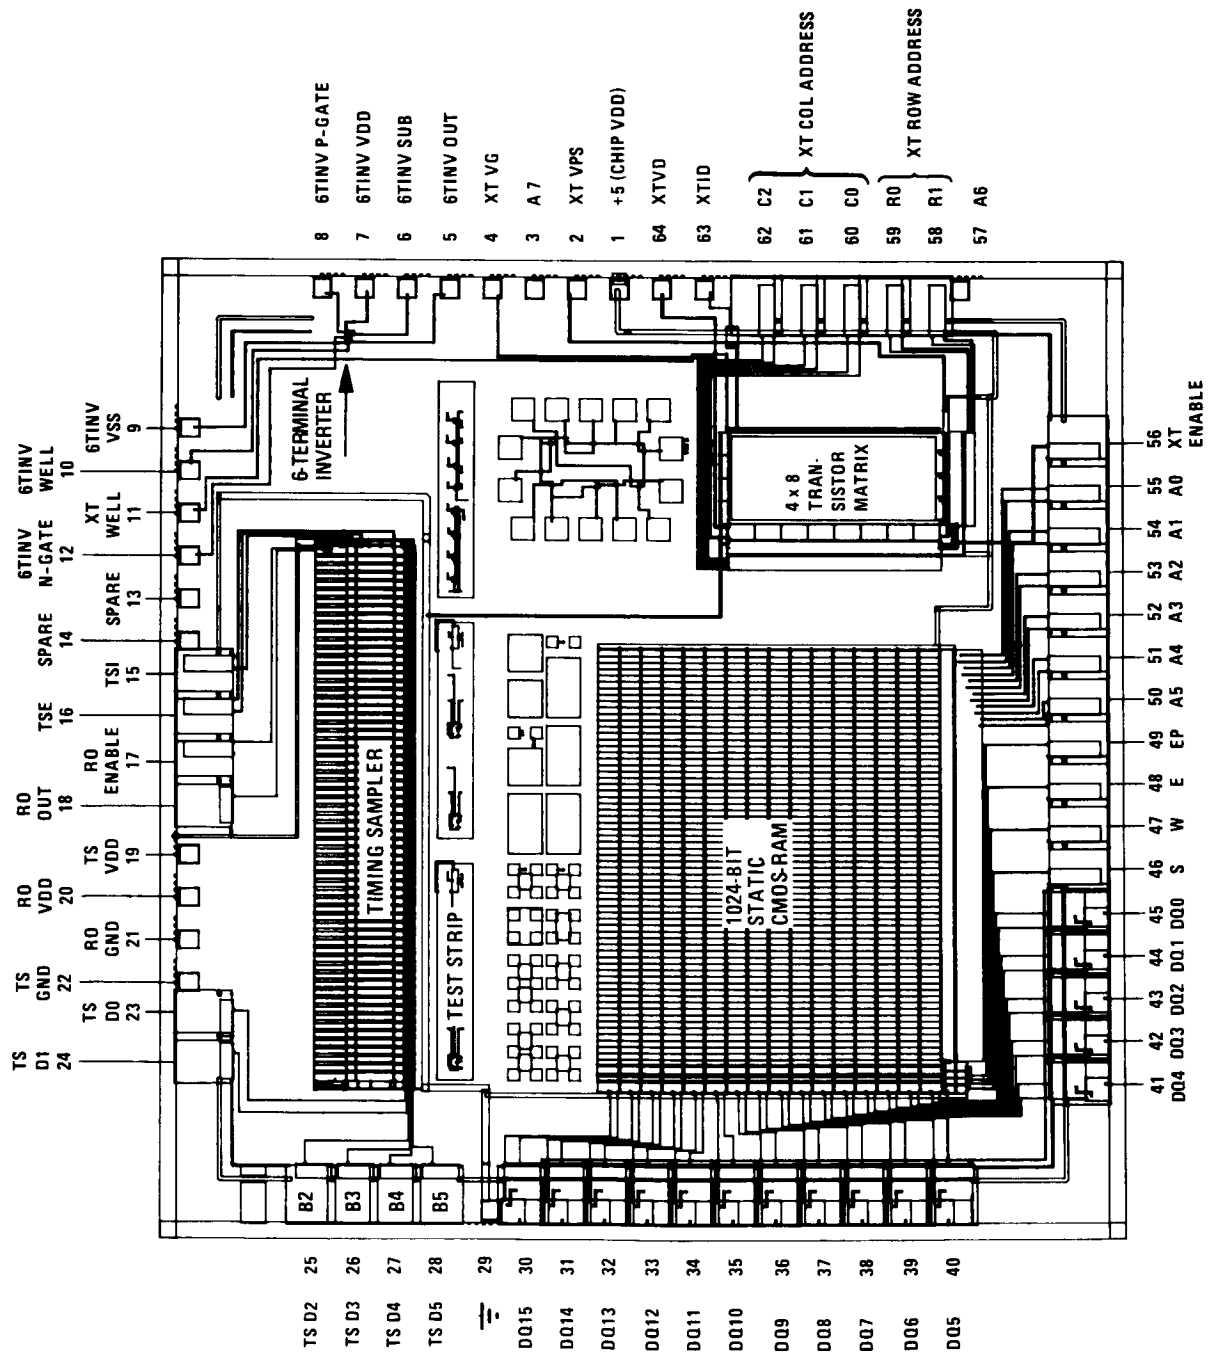 8 6TINV P-GATE
7 6TINV VDD
6 6TINV SUB
5 6TINV OUT
4 XT VG
3 A 7
2 XT VPS
1 +5 (CHIP VDD)
64 XTVD
63 XTID
62 C2
61 C1
60 C0
XT COL ADDRESS
59 R0
58 R1
XT ROW ADDRESS
57 A6
6TINV
VSS
9
6TINV
WELL
10
XT
WELL
11
6TINV
N-GATE
12
SPARE
13
SPARE
14
TSI
15
TSE
16
RO
ENABLE
17
RO
OUT
18
TS
VDD
19
RO
VDD
20
RO
GND
21
TS
GND
22
TS
D0
23
TS
D1
24
6-TERMINAL
INVERTER
TIMING SAMPLER
TEST STRIP
4 x 8
TRAN-
SISTOR
MATRIX
1024-BIT
STATIC
CMOS-RAM
56
XT
ENABLE
55
A0
54
A1
53
A2
52
A3
51
A4
50
A5
49
EP
48
E
47
W
46
S
45
DQ0
44
DQ1
43
DQ2
42
DQ3
41
DQ4
B2
B3
B4
B5
TS D2 25
TS D3 26
TS D4 27
TS D5 28
29
DQ15 30
DQ14 31
DQ13 32
DQ12 33
DQ11 34
DQ10 35
DQ9 36
DQ8 37
DQ7 38
DQ6 39
DQ5 40